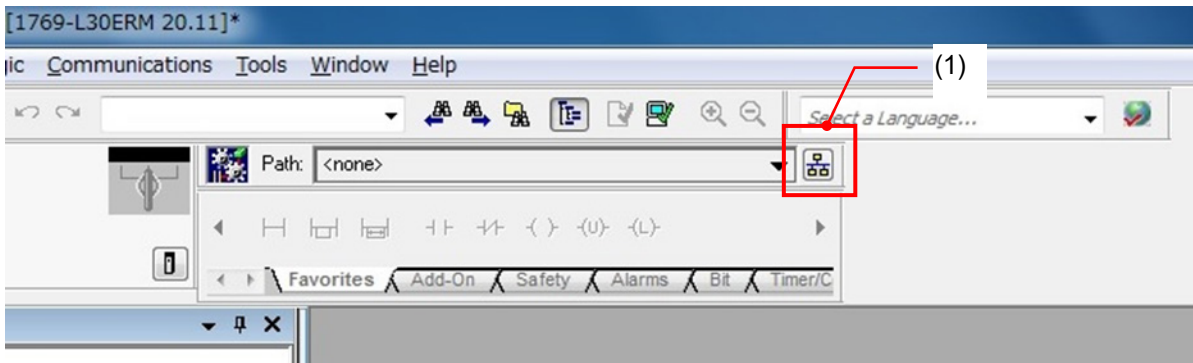 [1769-L30ERM 20.11]*
ic Communications Tools Window Help
(1)
Select a Language...
Path: <none>
(U) (L)
Favorites Add-On Safety Alarms Bit Timer/C